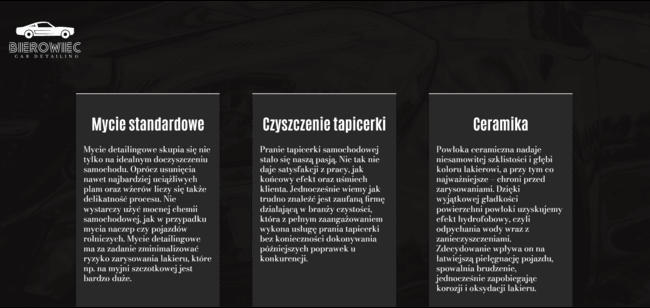 BIEROWIEC
CAR DETAILING
Mycie standardowe
Mycie detailingowe skupia się nie
tylko na idealnym doczyszczeniu
samochodu. Oprócz usunięcia
nawet najbardziej uciążliwych
plam oraz wżerów liczy się także
delikatność procesu. Nie
wystarczy użyć mocnej chemii
samochodowej, jak w przypadku
mycia naczep czy pojazdów
rolniczych. Mycie detailingowe
ma za zadanie zminimalizować
ryzyko zarysowania lakieru, które
np. na myjni szczotkowej jest
bardzo duże.
Czyszczenie tapicerki
Pranie tapicerki samochodowej
stało się naszą pasją. Nic tak nie
daje satysfakcji z pracy, jak
końcowy efekt oraz uśmiech
klienta. Jednocześnie wiemy jak
trudno znaleźć jest zaufaną firmę
działającą w branży czystości,
która z pełnym zaangażowaniem
wykona usługę prania tapicerki
bez konieczności dokonywania
późniejszych poprawek u
konkurencji.
Ceramika
Powłoka ceramiczna nadaje
niesamowitej szklistości i głębi
koloru lakierowi, a przy tym co
najważniejsze – chroni przed
zarysowaniami. Dzięki
wyjątkowej gładkości
powierzchni powłoki uzyskujemy
efekt hydrofobowy, czyli
odpychania wody wraz z
zanieczyszczeniami.
Zdecydowanie wpływa on na
łatwiejszą pielęgnację pojazdu,
spowalnia brudzenie,
jednocześnie zapobiegając
korozji i oksydacji lakieru.